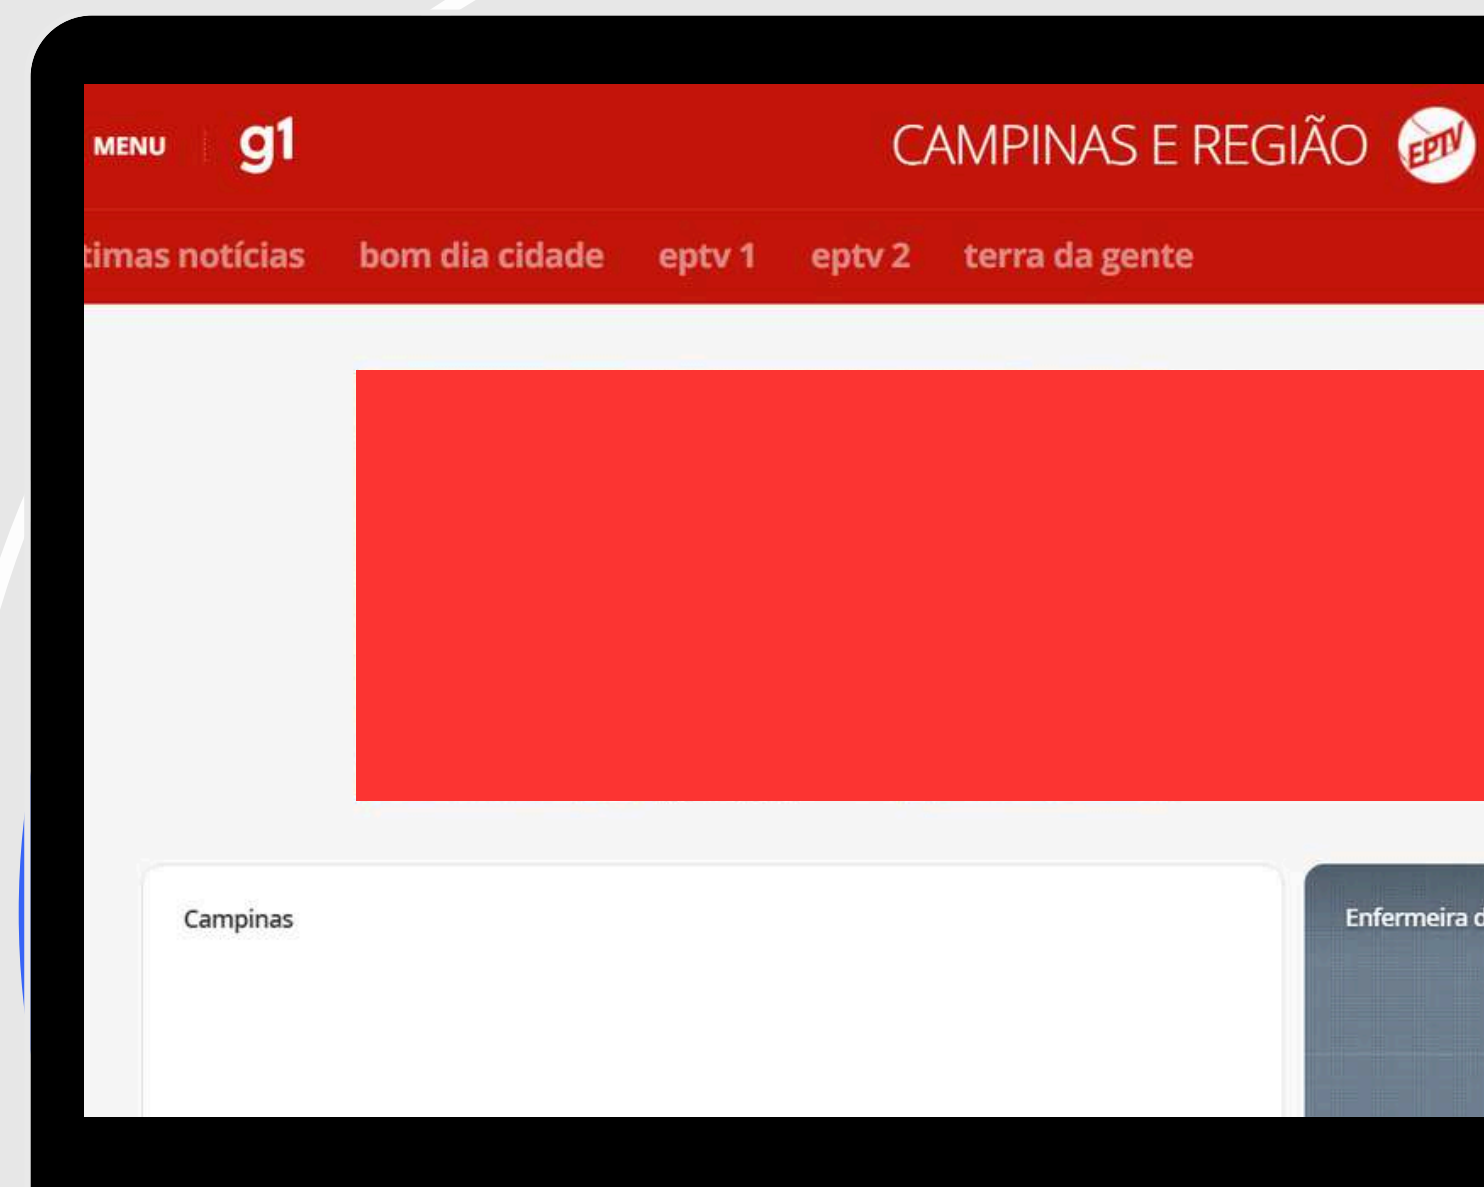 MENU g1 CAMPINAS E REGIÃO EPTV
timas notícias bom dia cidade eptv 1 eptv 2 terra da gente
Campinas
Enfermeira d